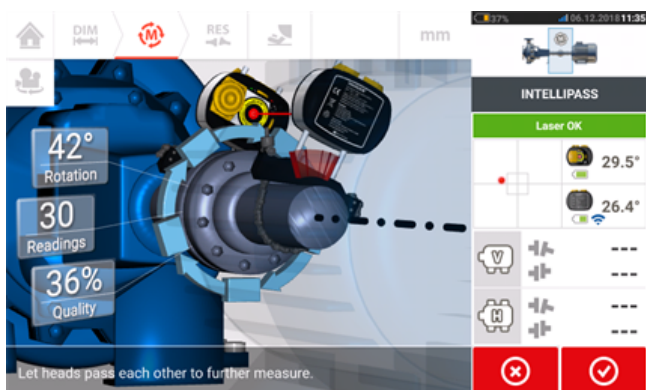 DIM
M
RES
mm
37%
06.12.2018 11:35
INTELLIPASS
Laser OK
29.5°
26.4°
42°
Rotation
30
Readings
36%
Quality
V
---
---
H
---
---
Let heads pass each other to further measure.